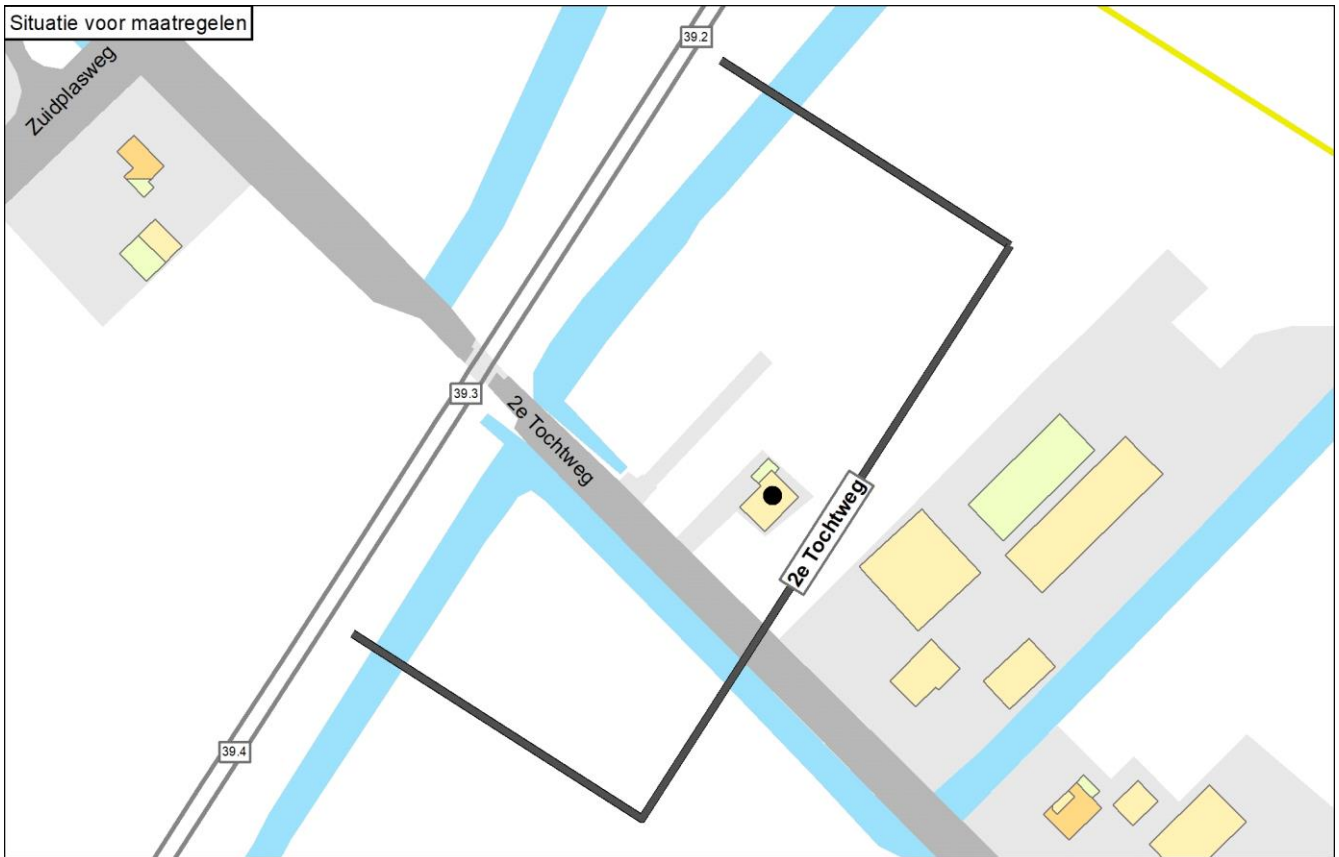 Situatie voor maatregelen
39.2
Zuidplasweg
39.3
2e Tochtweg
2e Tochtweg
39.4